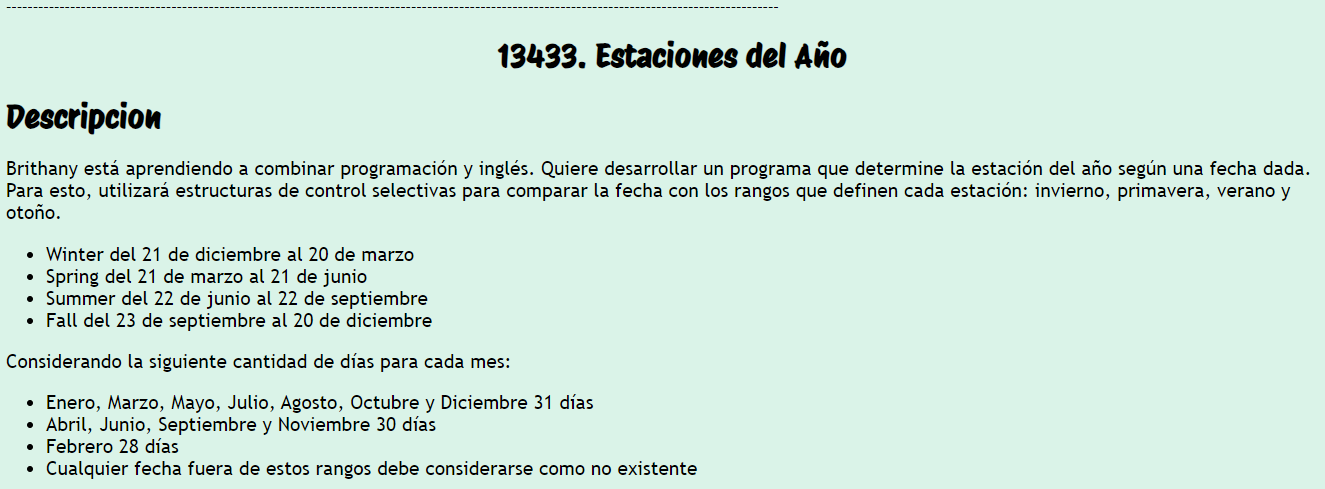 13433. Estaciones del Año
Descripcion
Brithany está aprendiendo a combinar programación y inglés. Quiere desarrollar un programa que determine la estación del año según una fecha dada.
Para esto, utilizará estructuras de control selectivas para comparar la fecha con los rangos que definen cada estación: invierno, primavera, verano y
otoño.
• Winter del 21 de diciembre al 20 de marzo
• Spring del 21 de marzo al 21 de junio
• Summer del 22 de junio al 22 de septiembre
• Fall del 23 de septiembre al 20 de diciembre
Considerando la siguiente cantidad de días para cada mes:
• Enero, Marzo, Mayo, Julio, Agosto, Octubre y Diciembre 31 días
• Abril, Junio, Septiembre y Noviembre 30 días
• Febrero 28 días
• Cualquier fecha fuera de estos rangos debe considerarse como no existente